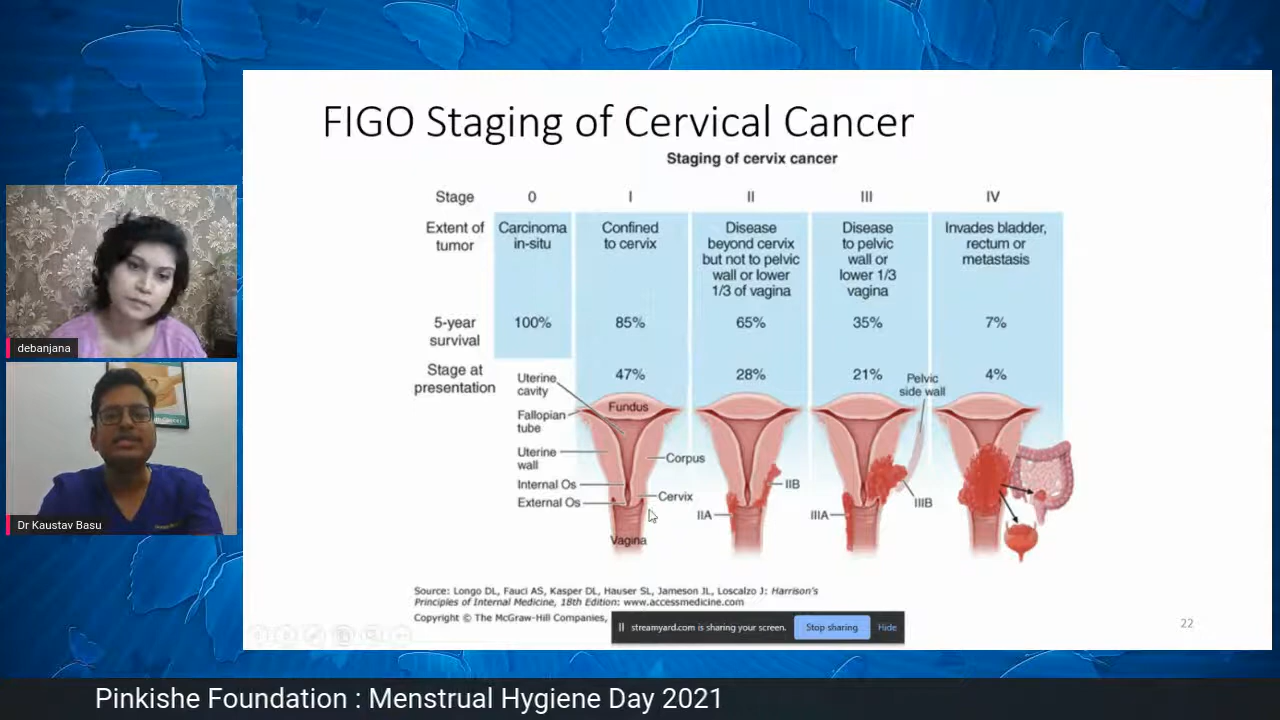 FIGO Staging of Cervical Cancer
Staging of cervix cancer
Stage 0 I II III IV
Extent of tumor
Carcinoma in-situ
Confined to cervix
Disease beyond cervix but not to pelvic wall or lower 1/3 of vagina
Disease to pelvic wall or lower 1/3 vagina
Invades bladder, rectum or metastasis
5-year survival 100% 85% 65% 35% 7%
Stage at presentation 47% 28% 21% 4%
Uterine cavity
Fallopian tube
Uterine wall
Internal Os
External Os
Fundus
Corpus
Cervix
Vagina
IIA
IIB
IIIA
IIIB
Pelvic side wall
Source: Longo DL, Fauci AS, Kasper DL, Hauser SL, Jameson JL, Loscalzo J: Harrison's
Principles of Internal Medicine, 18th Edition: www.accessmedicine.com
Copyright © The McGraw-Hill Companies,
streamyard.com is sharing your screen. Stop sharing Hide
22
debanjana
Dr Kaustav Basu
Pinkishe Foundation : Menstrual Hygiene Day 2021